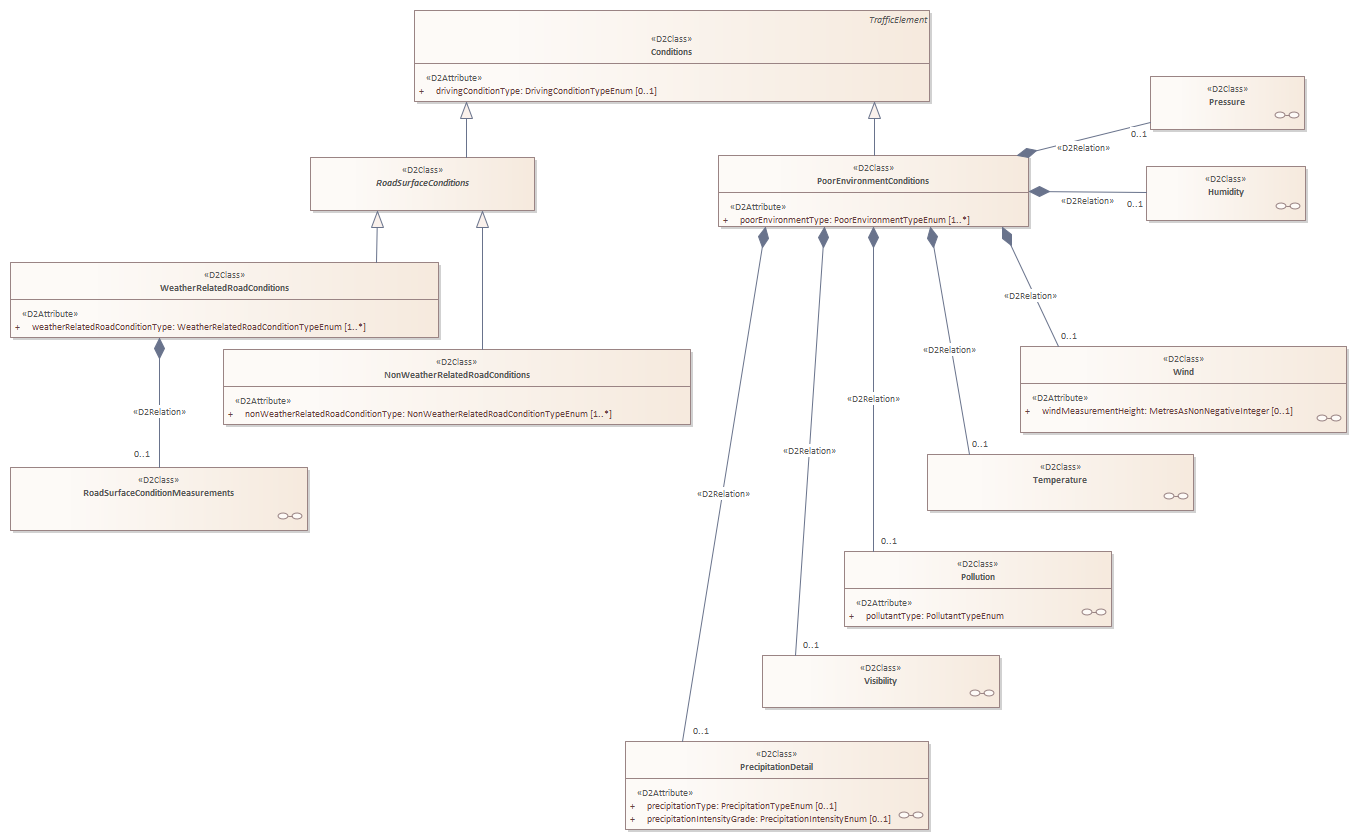 TrafficElement
«D2Class»
Conditions
«D2Attribute»
+ drivingConditionType: DrivingConditionTypeEnum [0..1]
«D2Class»
Pressure
0..1
«D2Relation»
«D2Class»
RoadSurfaceConditions
«D2Class»
PoorEnvironmentConditions
«D2Attribute»
+ poorEnvironmentType: PoorEnvironmentTypeEnum [1..*]
«D2Relation»
0..1
«D2Class»
Humidity
«D2Class»
WeatherRelatedRoadConditions
«D2Attribute»
+ weatherRelatedRoadConditionType: WeatherRelatedRoadConditionTypeEnum [1..*]
«D2Relation»
0..1
«D2Class»
NonWeatherRelatedRoadConditions
«D2Attribute»
+ nonWeatherRelatedRoadConditionType: NonWeatherRelatedRoadConditionTypeEnum [1..*]
«D2Relation»
0..1
«D2Class»
Wind
«D2Attribute»
+ windMeasurementHeight: MetresAsNonNegativeInteger [0..1]
«D2Class»
RoadSurfaceConditionMeasurements
«D2Relation»
0..1
«D2Class»
Temperature
«D2Relation»
0..1
«D2Class»
Pollution
«D2Attribute»
+ pollutantType: PollutantTypeEnum
«D2Relation»
0..1
«D2Class»
Visibility
«D2Relation»
0..1
«D2Class»
PrecipitationDetail
«D2Attribute»
+ precipitationType: PrecipitationTypeEnum [0..1]
+ precipitationIntensityGrade: PrecipitationIntensityEnum [0..1]